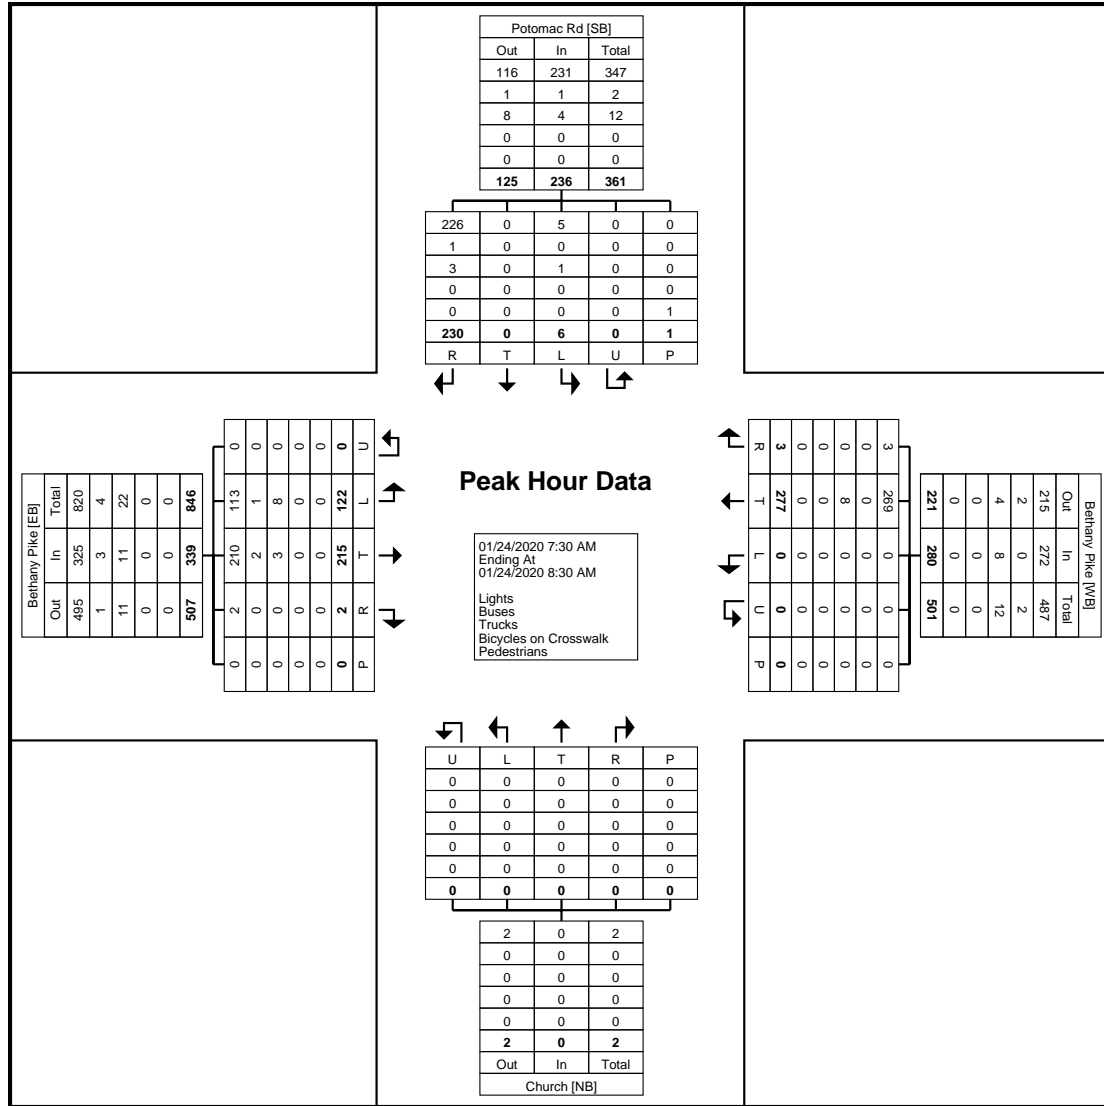 Potomac Rd [SB]
Out In Total
116 231 347
1 1 2
8 4 12
0 0 0
0 0 0
125 236 361
226 0 5 0 0
1 0 0 0 0
3 0 1 0 0
0 0 0 0 0
0 0 0 0 1
230 0 6 0 1
R T L U P
Bethany Pike [EB]
Total 820 4 22 0 0 846
In 325 3 11 0 0 339
Out 495 1 11 0 0 507
0 0 0 0 0 0 U
113 1 8 0 0 122 L
210 2 3 0 0 215 T
2 0 0 0 0 2 R
0 0 0 0 0 0 P
Peak Hour Data
01/24/2020 7:30 AM
Ending At
01/24/2020 8:30 AM
Lights
Buses
Trucks
Bicycles on Crosswalk
Pedestrians
R 3 0 0 0 0 3
T 277 0 0 8 0 269
L 0 0 0 0 0 0
U 0 0 0 0 0 0
P 0 0 0 0 0 0
221 0 0 4 2 215 Out
280 0 0 8 0 272 In
501 0 0 12 2 487 Total
Bethany Pike [WB]
U L T R P
0 0 0 0 0
0 0 0 0 0
0 0 0 0 0
0 0 0 0 0
0 0 0 0 0
0 0 0 0 0
2 0 2
0 0 0
0 0 0
0 0 0
0 0 0
2 0 2
Out In Total
Church [NB]